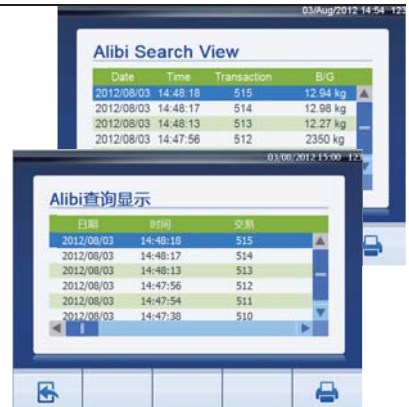 03/Aug/2012 14:54 123
Alibi Search View
Date Time Transaction B/G
2012/08/03 14:48:18 515 12.94 kg
2012/08/03 14:48:17 514 12.98 kg
2012/08/03 14:48:13 513 12.27 kg
2012/08/03 14:47:56 512 2350 kg
03/08/2012 15:00 123
Alibi查询显示
日期 时间 交易
2012/08/03 14:48:18 515
2012/08/03 14:48:17 514
2012/08/03 14:48:13 513
2012/08/03 14:47:56 512
2012/08/03 14:47:54 511
2012/08/03 14:47:38 510